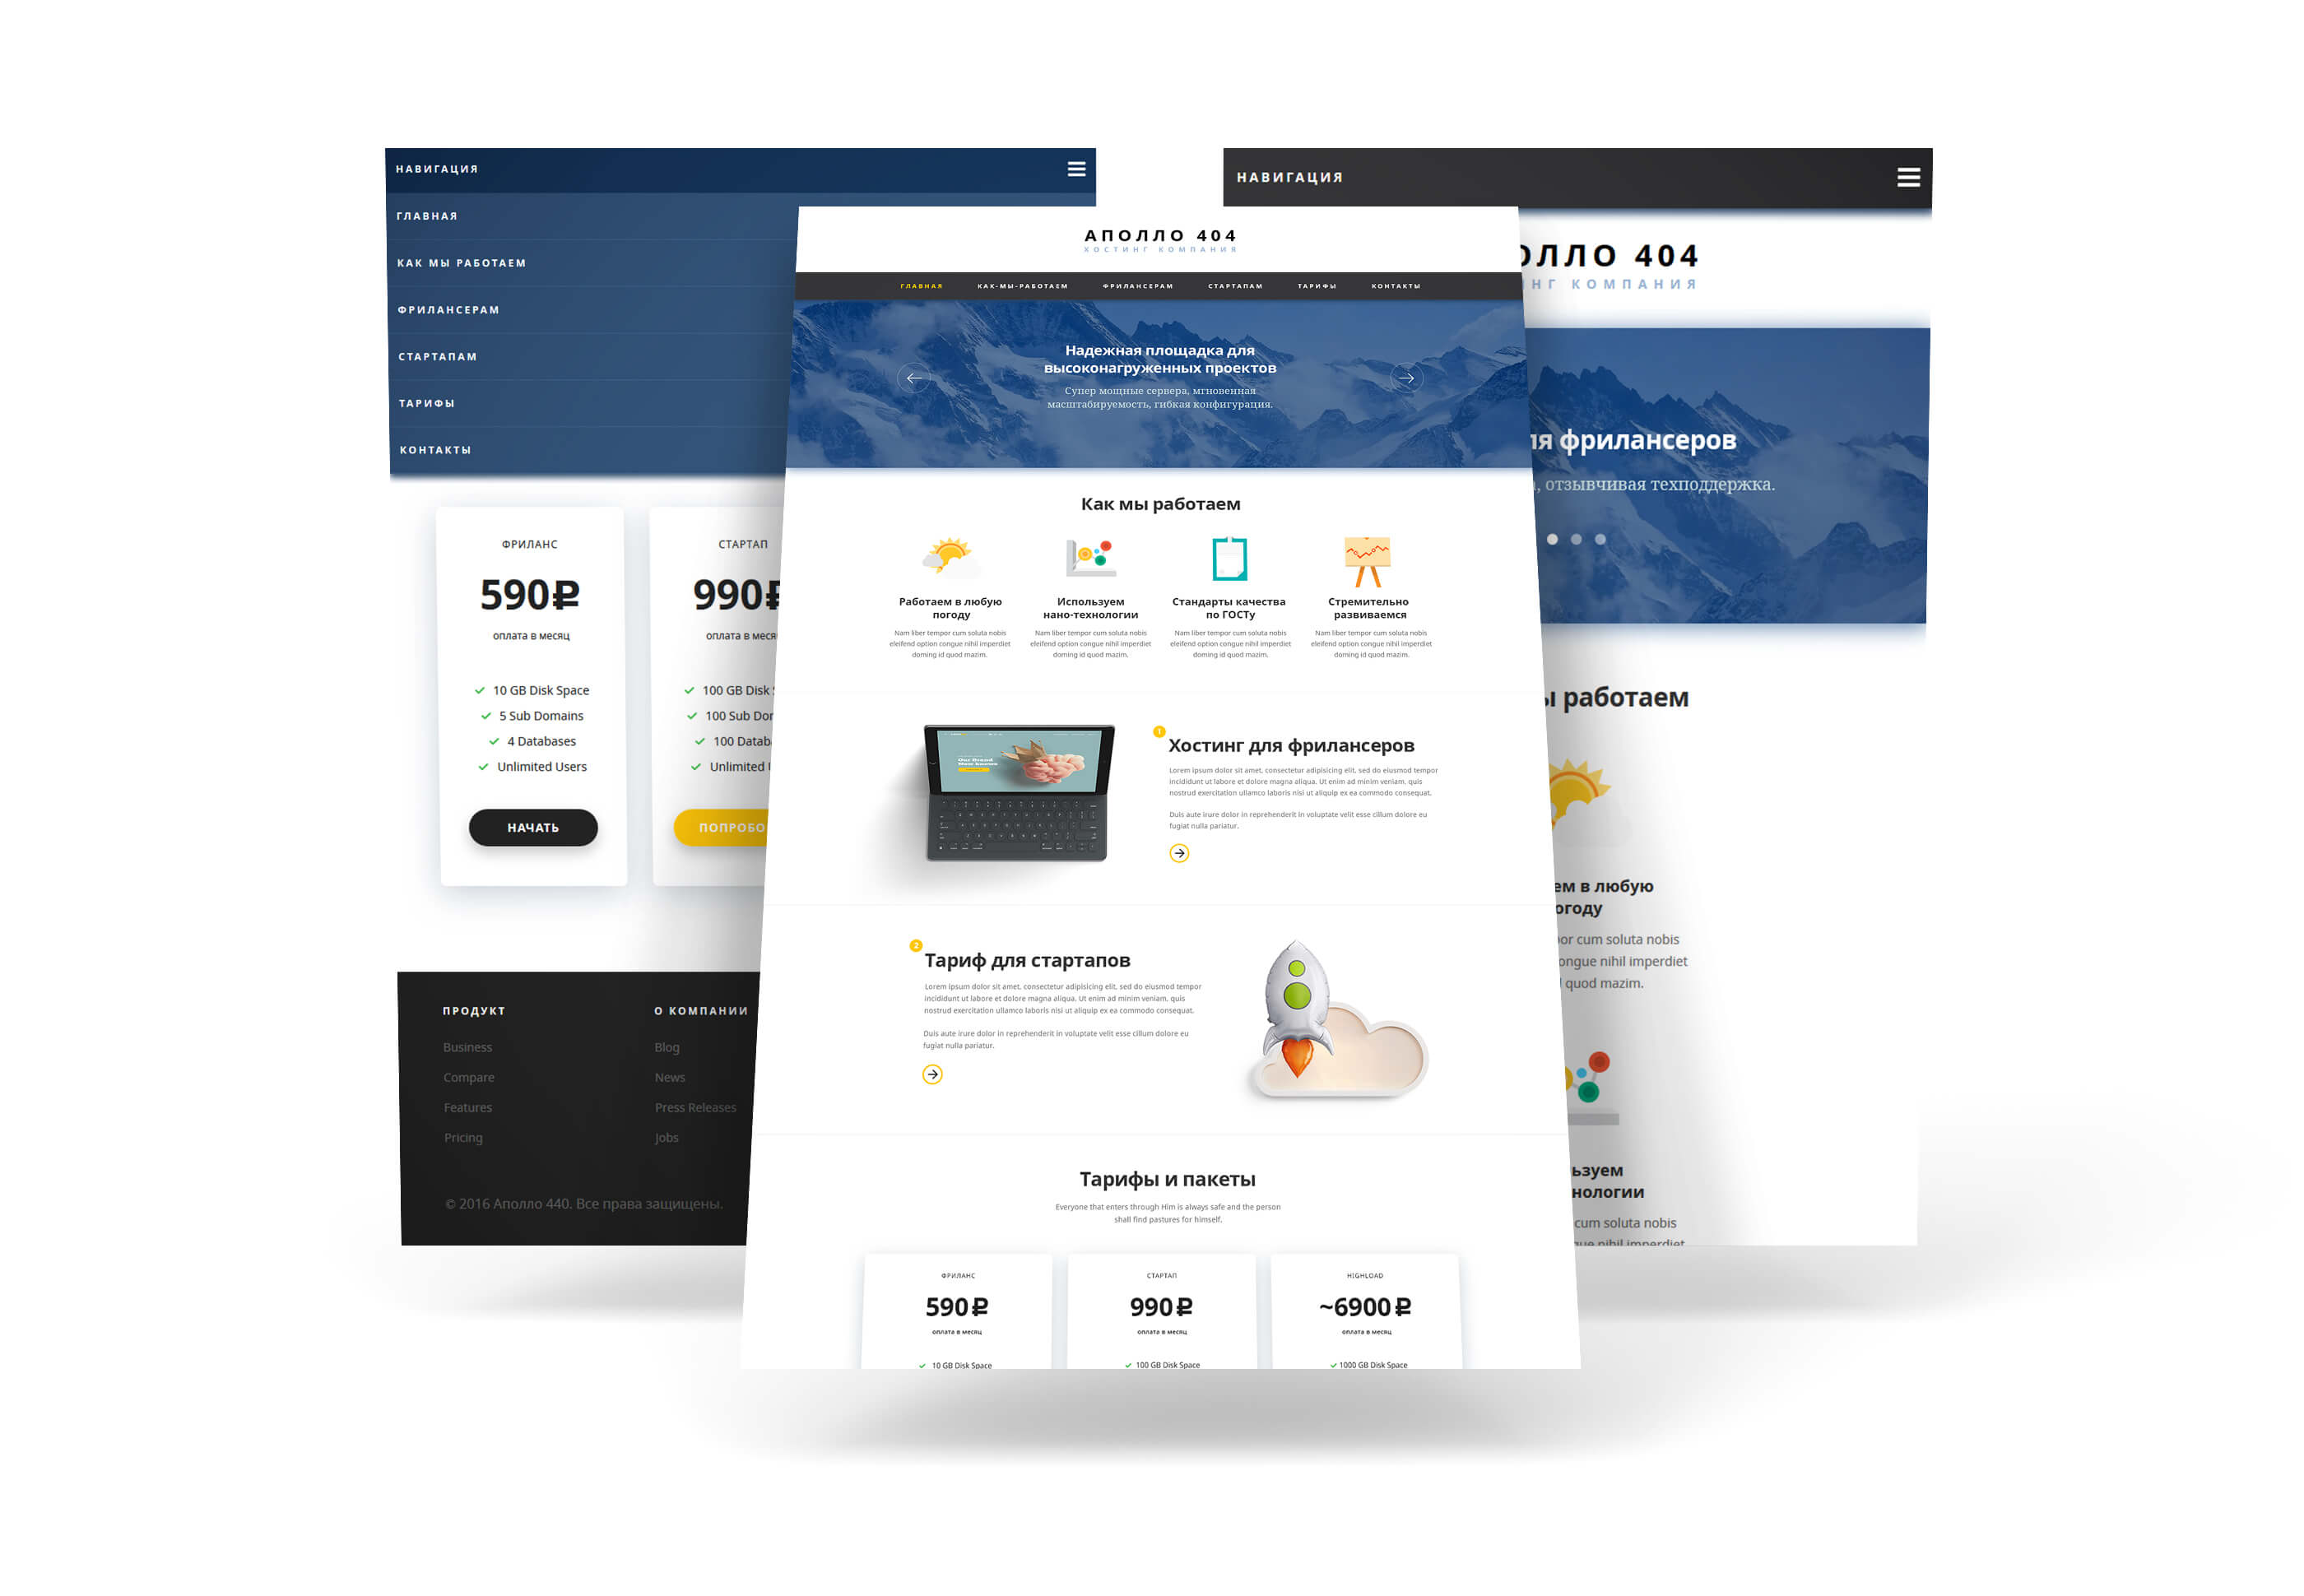 НАВИГАЦИЯ
ГЛАВНАЯ
КАК МЫ РАБОТАЕМ
ФРИЛАНСЕРАМ
СТАРТАПАМ
ТАРИФЫ
КОНТАКТЫ
ФРИЛАНС
590₽
оплата в месяц
10 GB Disk Space
5 Sub Domains
4 Databases
Unlimited Users
НАЧАТЬ
СТАРТАП
990₽
оплата в меся
100 GB Disk
100 Sub Do
100 Datab
Unlimited
ПОПРОБО
ПРОДУКТ
Business
Compare
Features
Pricing
О КОМПАНИИ
Blog
News
Press Releases
Jobs
© 2016 Аполло 440. Все права защищены.
АПОЛЛО 404
ХОСТИНГ КОМПАНИЯ
ГЛАВНАЯ КАК-МЫ-РАБОТАЕМ ФРИЛАНСЕРАМ СТАРТАПАМ ТАРИФЫ КОНТАКТЫ
Надежная площадка для
высоконагруженных проектов
Супер мощные сервера, мгновенная
масштабируемость, гибкая конфигурация.
Как мы работаем
Работаем в любую
погоду
Nam liber tempor cum soluta nobis
eleifend option congue nihil imperdiet
doming id quod mazim.
Используем
нано-технологии
Nam liber tempor cum soluta nobis
eleifend option congue nihil imperdiet
doming id quod mazim.
Стандарты качества
по ГОСТу
Nam liber tempor cum soluta nobis
eleifend option congue nihil imperdiet
doming id quod mazim.
Стремительно
развиваемся
Nam liber tempor cum soluta nobis
eleifend option congue nihil imperdiet
doming id quod mazim.
1
Хостинг для фрилансеров
Lorem ipsum dolor sit amet, consectetur adipisicing elit, sed do eiusmod tempor
incididunt ut labore et dolore magna aliqua. Ut enim ad minim veniam, quis
nostrud exercitation ullamco laboris nisi ut aliquip ex ea commodo consequat.
Duis aute irure dolor in reprehenderit in voluptate velit esse cillum dolore eu
fugiat nulla pariatur.
2
Тариф для стартапов
Lorem ipsum dolor sit amet, consectetur adipisicing elit, sed do eiusmod tempor
incididunt ut labore et dolore magna aliqua. Ut enim ad minim veniam, quis
nostrud exercitation ullamco laboris nisi ut aliquip ex ea commodo consequat.
Duis aute irure dolor in reprehenderit in voluptate velit esse cillum dolore eu
fugiat nulla pariatur.
Тарифы и пакеты
Everyone that enters through Him is always safe and the person
shall find pastures for himself.
ФРИЛАНС
590₽
оплата в месяц
10 GB Disk Space
СТАРТАП
990₽
оплата в месяц
100 GB Disk Space
HIGHLOAD
~6900₽
оплата в месяц
1000 GB Disk Space
НАВИГАЦИЯ
ОЛЛО 404
НГ КОМПАНИЯ
ля фрилансеров
, отзывчивая техподдержка.
ы работаем
ем в любую
огоду
or cum soluta nobis
ongue nihil imperdiet
quod mazim.
ьзуем
нологии
cum soluta nobis
gue nihil imperdiet